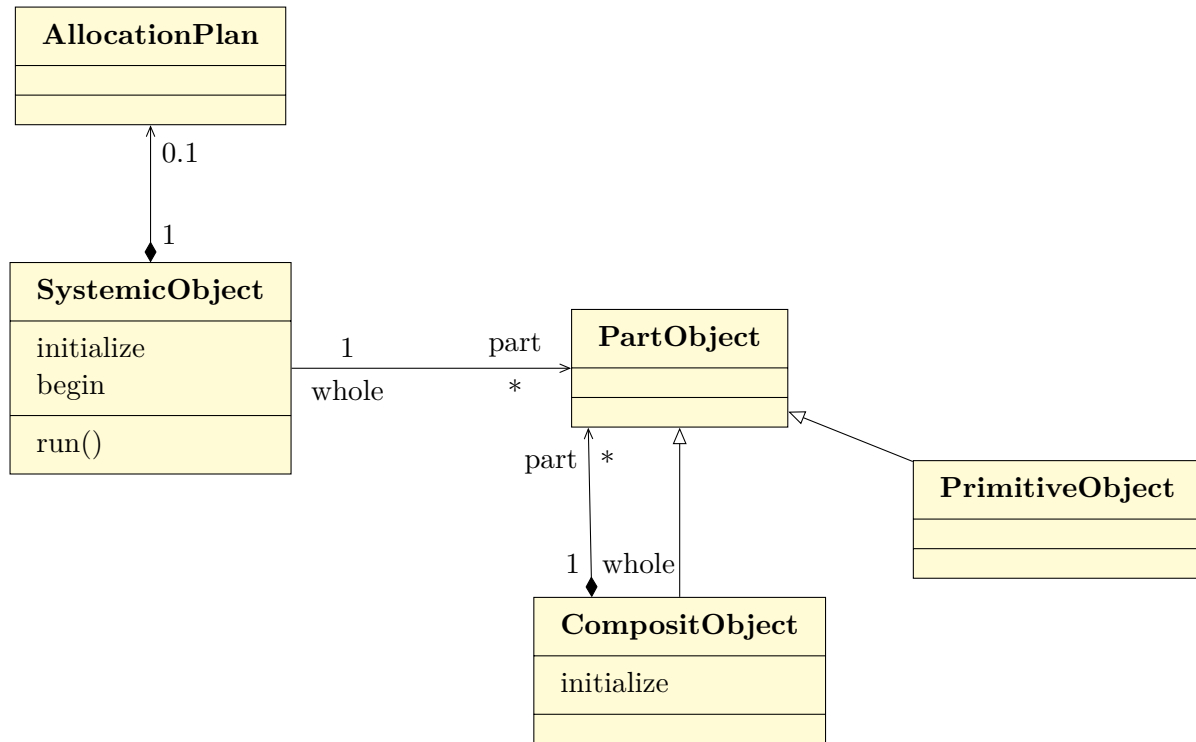 AllocationPlan
0.1
1
SystemicObject
initialize
begin
run()
1
part
whole
*
PartObject
part
*
PrimitiveObject
1
whole
CompositObject
initialize